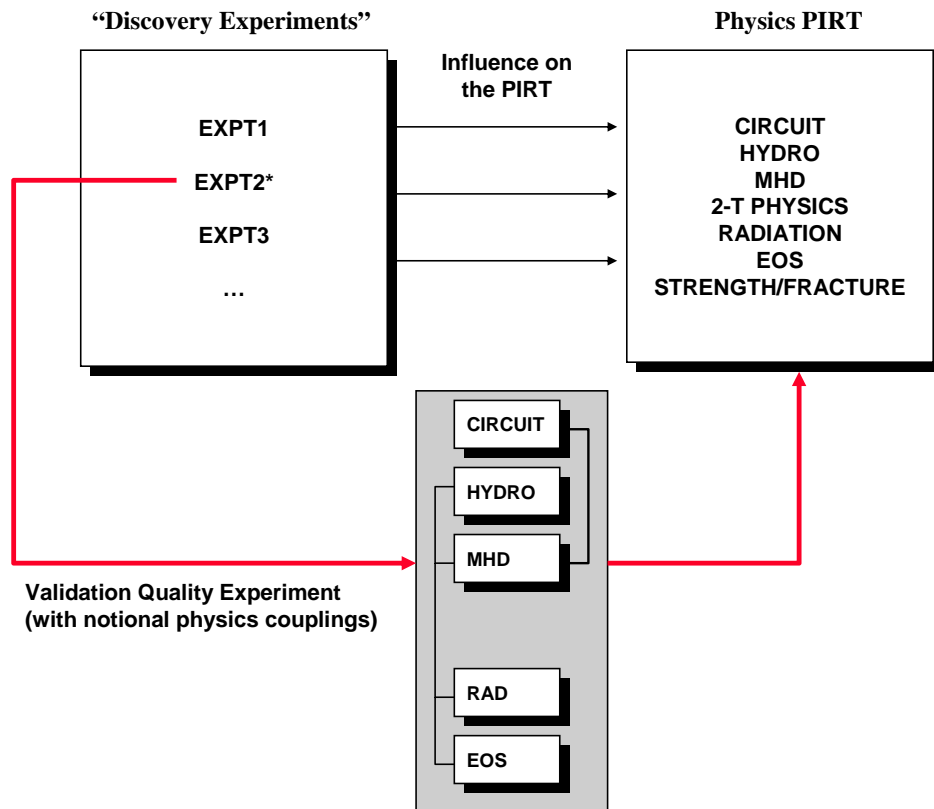 “Discovery Experiments”
Physics PIRT
Influence on
the PIRT
EXPT1
EXPT2*
EXPT3
…
CIRCUIT
HYDRO
MHD
2-T PHYSICS
RADIATION
EOS
STRENGTH/FRACTURE
CIRCUIT
HYDRO
MHD
RAD
EOS
Validation Quality Experiment
(with notional physics couplings)